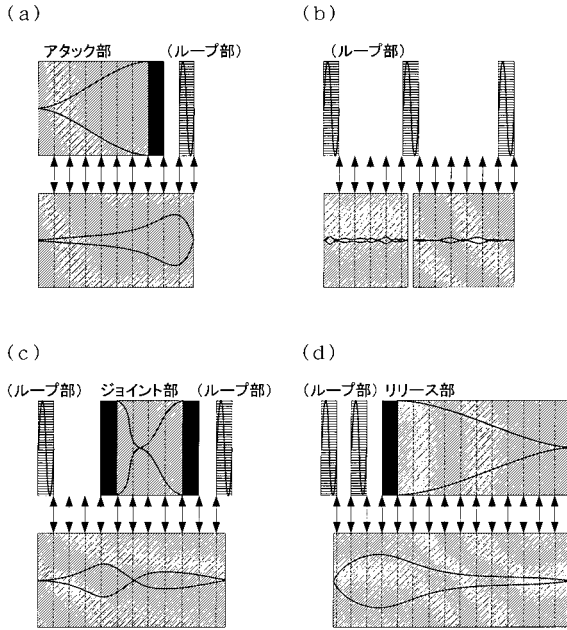 (a)
アタック部 (ループ部)
(b)
(ループ部)
(c)
(ループ部) ジョイント部 (ループ部)
(d)
(ループ部) リリース部